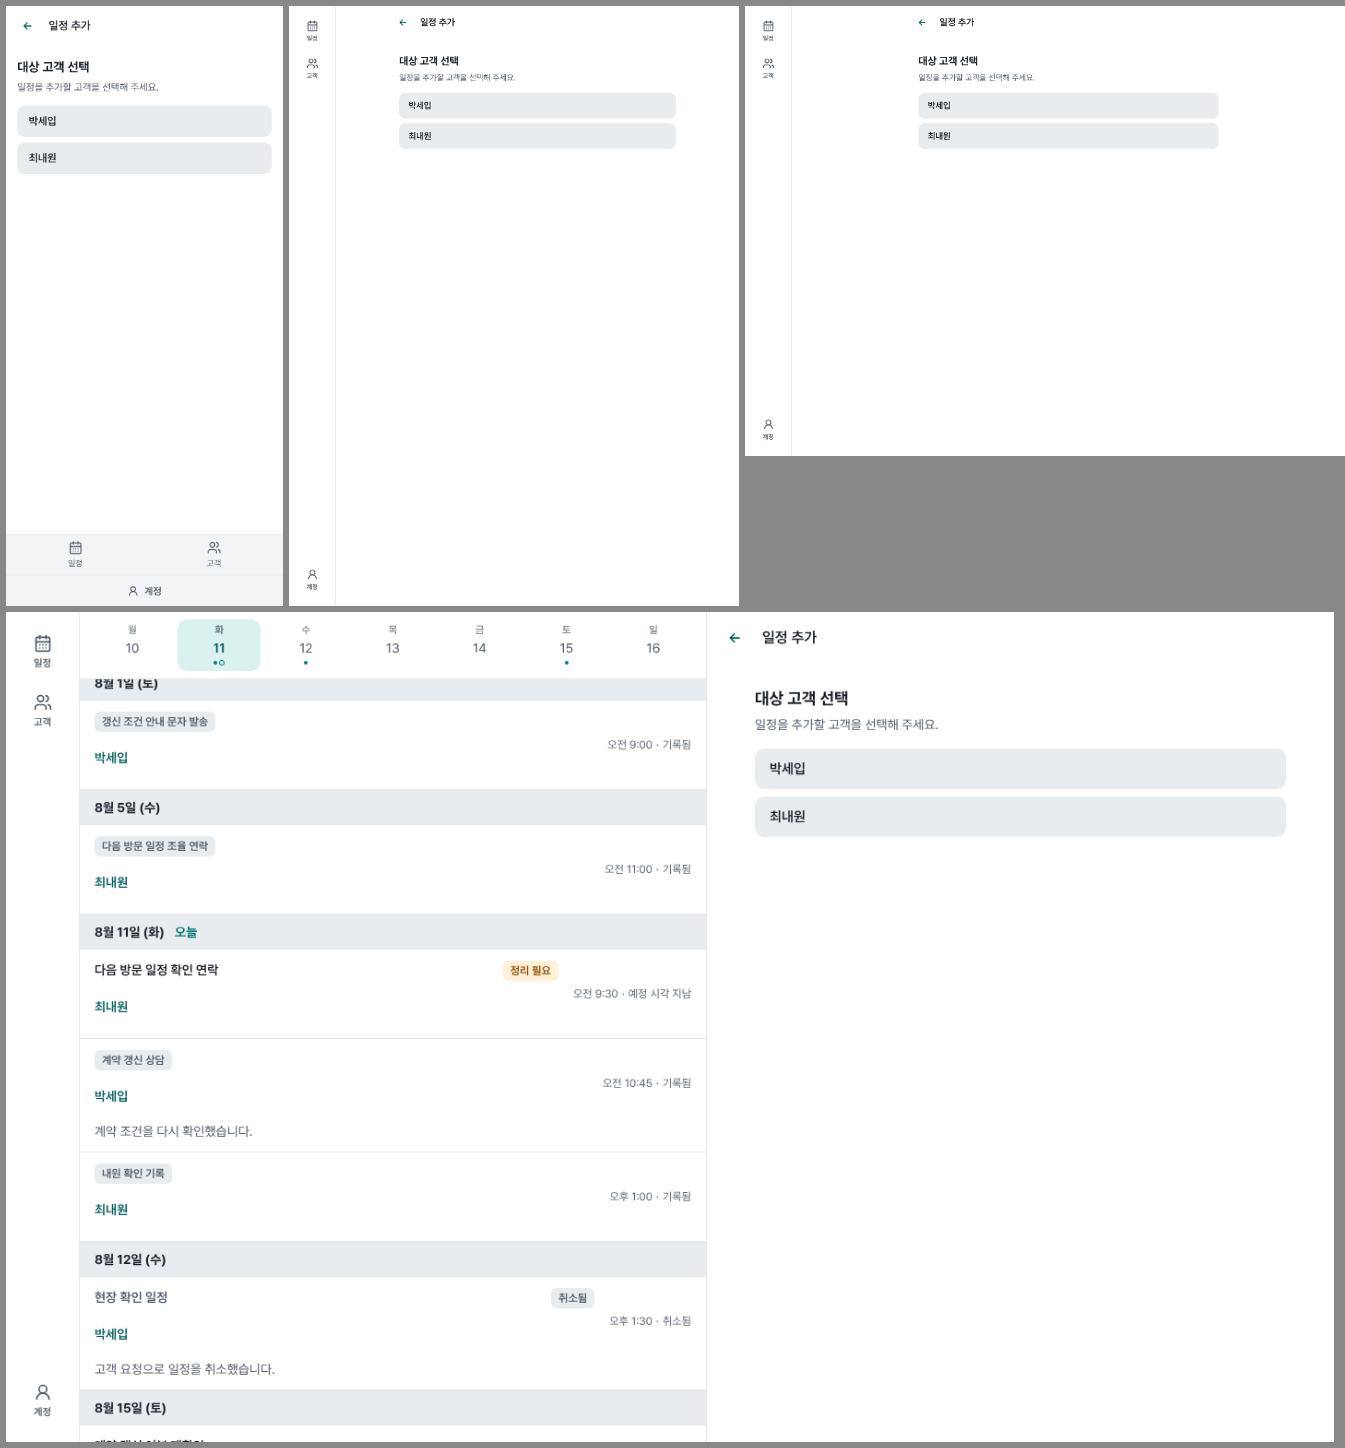 일정 추가
대상 고객 선택
일정을 추가할 고객을 선택해 주세요.
박세입
최내원
일정
고객
계정
일정
고객
계정
일정 추가
대상 고객 선택
일정을 추가할 고객을 선택해 주세요.
박세입
최내원
일정
고객
계정
일정 추가
대상 고객 선택
일정을 추가할 고객을 선택해 주세요.
박세입
최내원
일정
고객
계정
월 화 수 목 금 토 일
10 11 12 13 14 15 16
8월 1일 (토)
갱신 조건 안내 문자 발송
오전 9:00 · 기록됨
박세입
8월 5일 (수)
다음 방문 일정 조율 연락
오전 11:00 · 기록됨
최내원
8월 11일 (화) 오늘
다음 방문 일정 확인 연락 정리 필요
오전 9:30 · 예정 시각 지남
최내원
계약 갱신 상담
오전 10:45 · 기록됨
박세입
계약 조건을 다시 확인했습니다.
내원 확인 기록
오후 1:00 · 기록됨
최내원
8월 12일 (수)
현장 확인 일정 취소됨
오후 1:30 · 취소됨
박세입
고객 요청으로 일정을 취소했습니다.
8월 15일 (토)
일정 추가
대상 고객 선택
일정을 추가할 고객을 선택해 주세요.
박세입
최내원